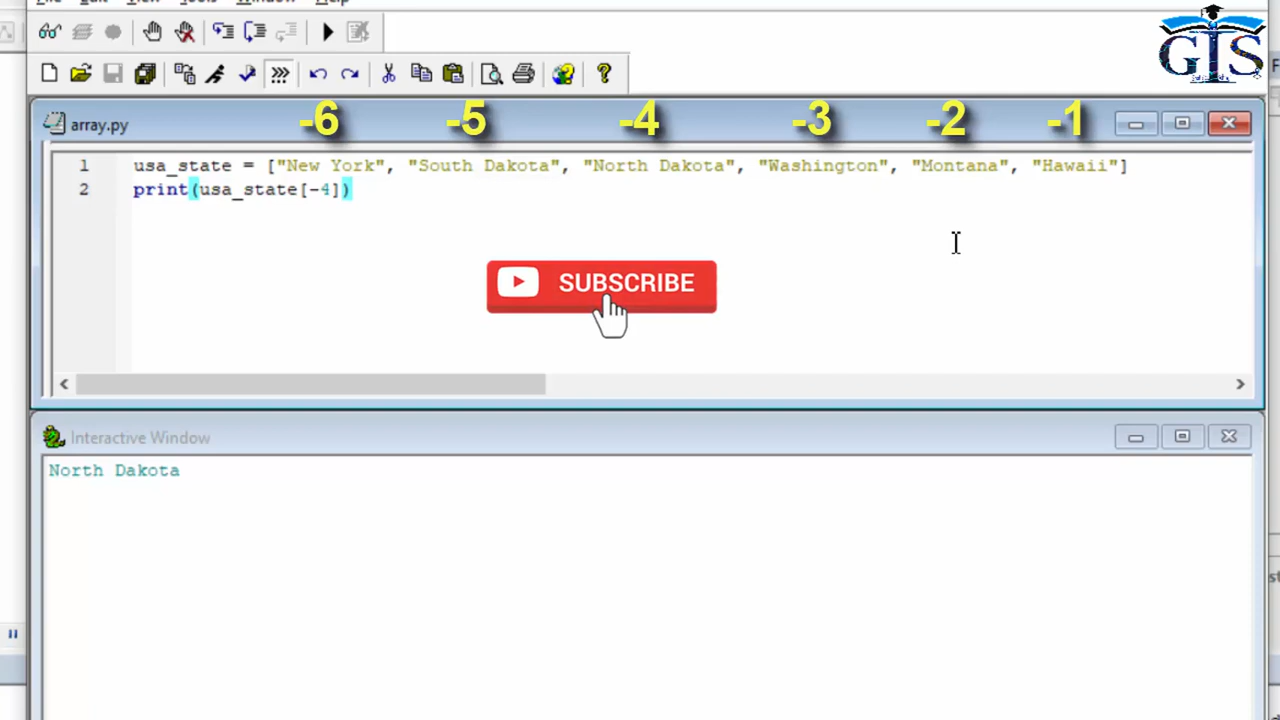 GIS
-6 -5 -4 -3 -2 -1
array.py
1 usa_state = ["New York", "South Dakota", "North Dakota", "Washington", "Montana", "Hawaii"]
2 print(usa_state[-4])
SUBSCRIBE
Interactive Window
North Dakota